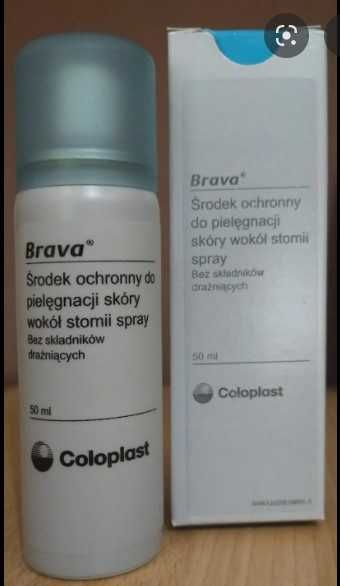 Brava®
Środek ochronny do
pielęgnacji skóry
wokół stomii spray
Bez składników
drażniących
50 ml
Coloplast
Brava®
Środek ochronny
do pielęgnacji
skóry wokół stomii
spray
Bez składników
drażniących
50 ml
Coloplast